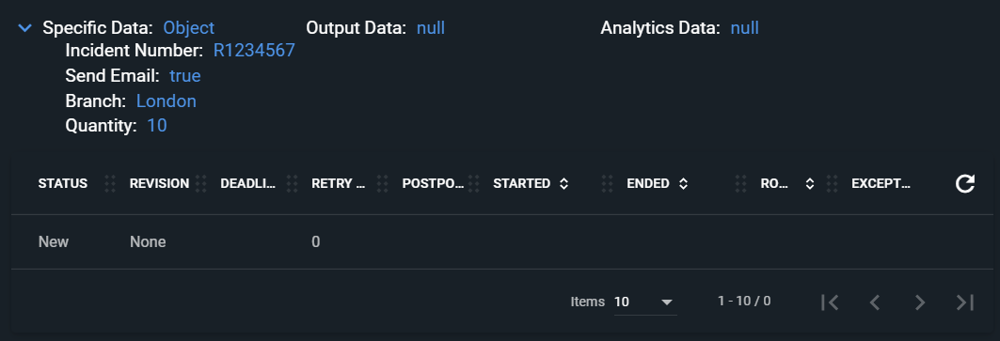 Specific Data: Object Output Data: null Analytics Data: null
Incident Number: R1234567
Send Email: true
Branch: London
Quantity: 10
STATUS REVISION DEADLI... RETRY ... POSTPO... STARTED ENDED RO... EXCEPT...
New None 0
Items 10 1 - 10 / 0